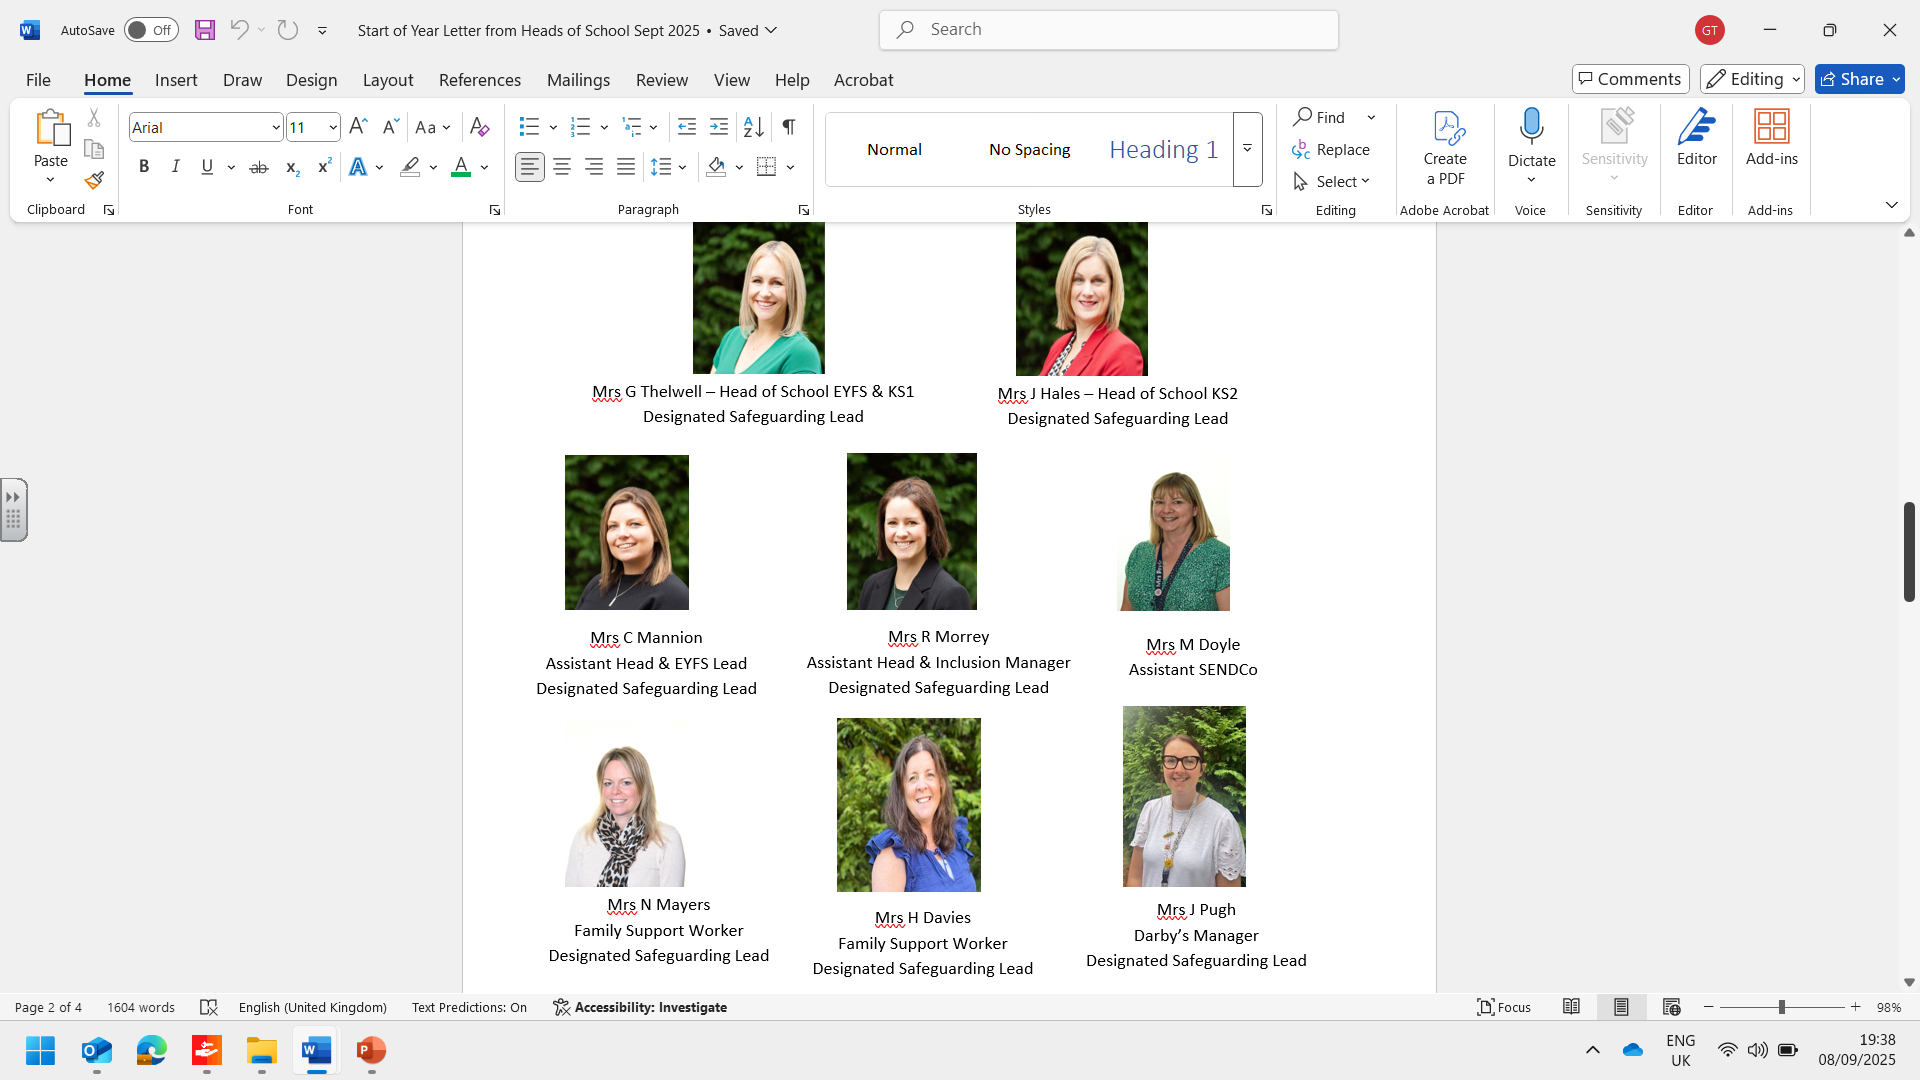 AutoSave Off Start of Year Letter from Heads of School Sept 2025 • Saved Search GT
File Home Insert Draw Design Layout References Mailings Review View Help Acrobat Comments Editing Share
Paste
Clipboard
Arial 11
Font
Paragraph
Normal No Spacing Heading 1
Styles
Find
Replace
Select
Editing
Create
a PDF
Adobe Acrobat
Dictate
Voice
Sensitivity
Sensitivity
Editor
Editor
Add-ins
Add-ins
Mrs G Thelwell – Head of School EYFS & KS1
Designated Safeguarding Lead
Mrs J Hales – Head of School KS2
Designated Safeguarding Lead
Mrs C Mannion
Assistant Head & EYFS Lead
Designated Safeguarding Lead
Mrs R Morrey
Assistant Head & Inclusion Manager
Designated Safeguarding Lead
Mrs M Doyle
Assistant SENDCo
Mrs N Mayers
Family Support Worker
Designated Safeguarding Lead
Mrs H Davies
Family Support Worker
Designated Safeguarding Lead
Mrs J Pugh
Darby’s Manager
Designated Safeguarding Lead
Page 2 of 4 1604 words English (United Kingdom) Text Predictions: On Accessibility: Investigate Focus 98%
ENG
UK
19:38
08/09/2025